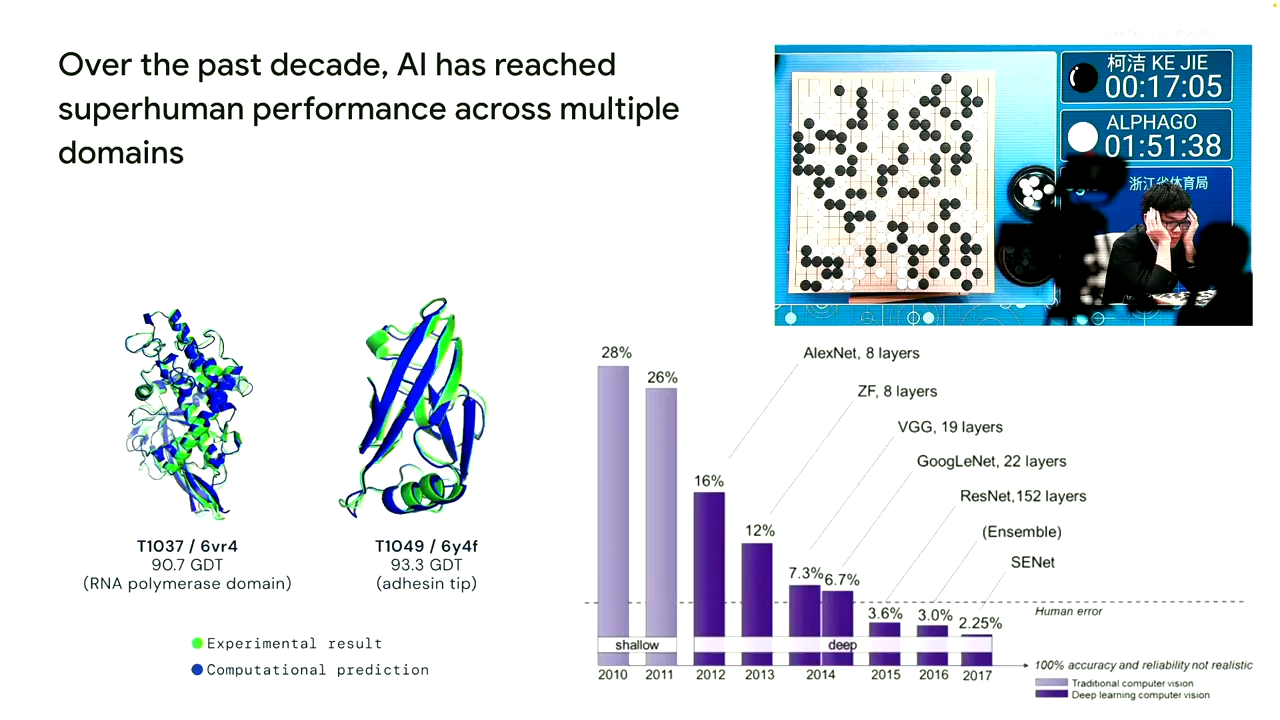 Over the past decade, AI has reached
superhuman performance across multiple
domains
柯洁 KE JIE
00:17:05
ALPHAGO
01:51:38
浙江省体育局
T1037 / 6vr4
90.7 GDT
(RNA polymerase domain)
T1049 / 6y4f
93.3 GDT
(adhesin tip)
Experimental result
Computational prediction
28%
26%
16%
12%
7.3%
6.7%
3.6%
3.0%
2.25%
AlexNet, 8 layers
ZF, 8 layers
VGG, 19 layers
GoogLeNet, 22 layers
ResNet,152 layers
(Ensemble)
SENet
Human error
shallow
deep
2010 2011 2012 2013 2014 2015 2016 2017
100% accuracy and reliability not realistic
Traditional computer vision
Deep learning computer vision